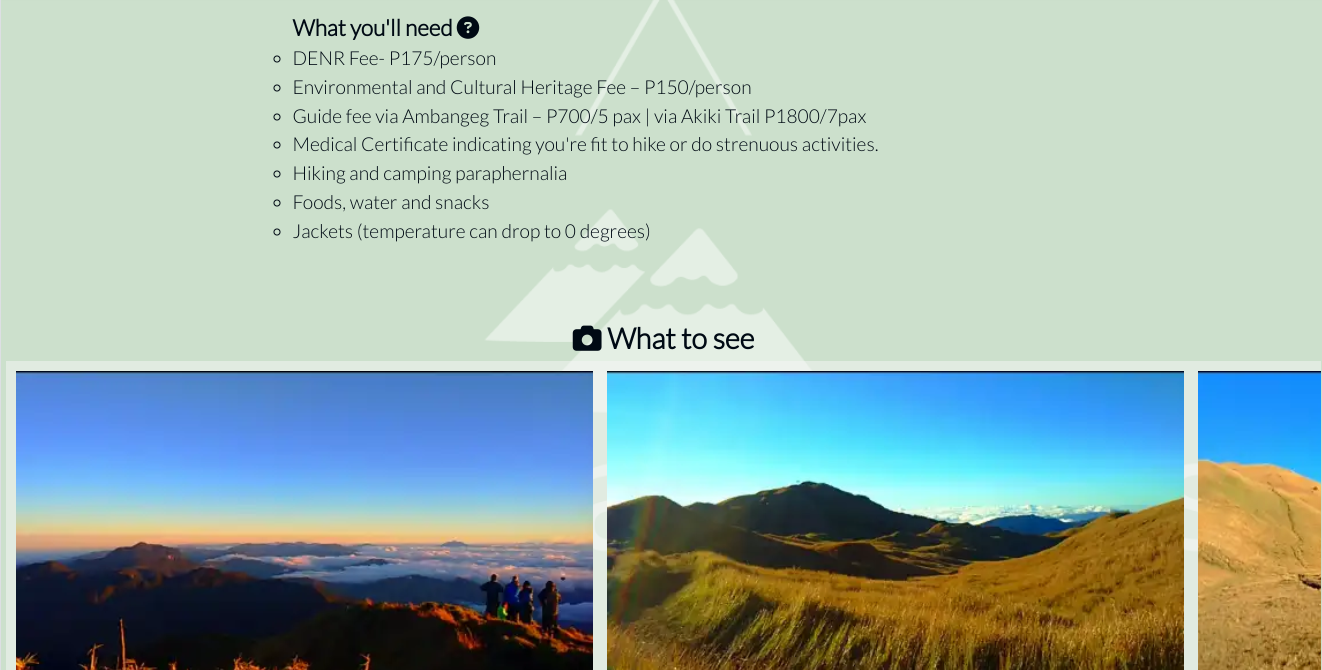 What you'll need
DENR Fee- P175/person
Environmental and Cultural Heritage Fee – P150/person
Guide fee via Ambangeg Trail – P700/5 pax | via Akiki Trail P1800/7pax
Medical Certificate indicating you're fit to hike or do strenuous activities.
Hiking and camping paraphernalia
Foods, water and snacks
Jackets (temperature can drop to 0 degrees)
What to see